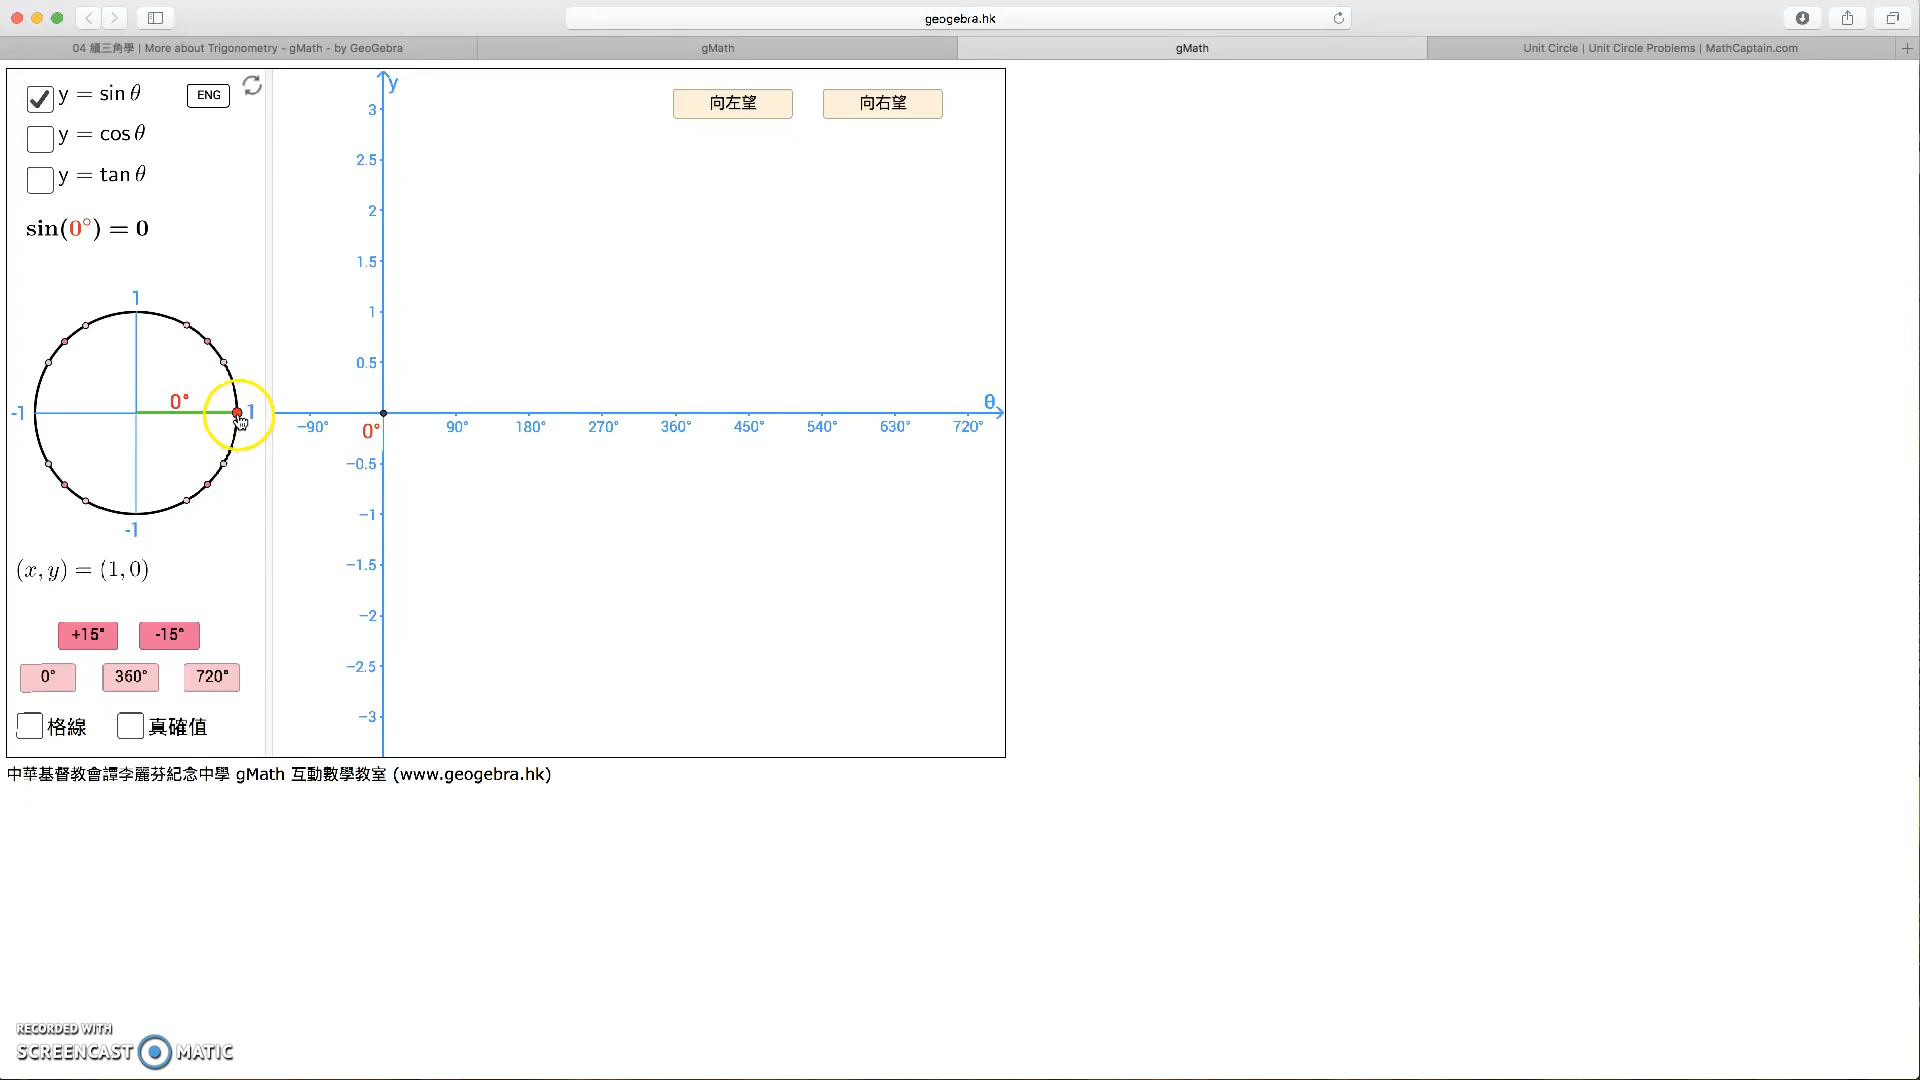 geogebra.hk
04 續三角學 | More about Trigonometry - gMath - by GeoGebra
gMath
gMath
Unit Circle | Unit Circle Problems | MathCaptain.com
y = sin θ
ENG
y = cos θ
y = tan θ
sin(0°) = 0
1
-1
0°
1
-1
(x, y) = (1, 0)
+15°
-15°
0°
360°
720°
格線
真確值
y
向左望
向右望
3
2.5
2
1.5
1
0.5
θ
−90°
0°
90°
180°
270°
360°
450°
540°
630°
720°
−0.5
−1
−1.5
−2
−2.5
−3
中華基督教會譚李麗芬紀念中學 gMath 互動數學教室 (www.geogebra.hk)
RECORDED WITH
SCREENCAST MATIC